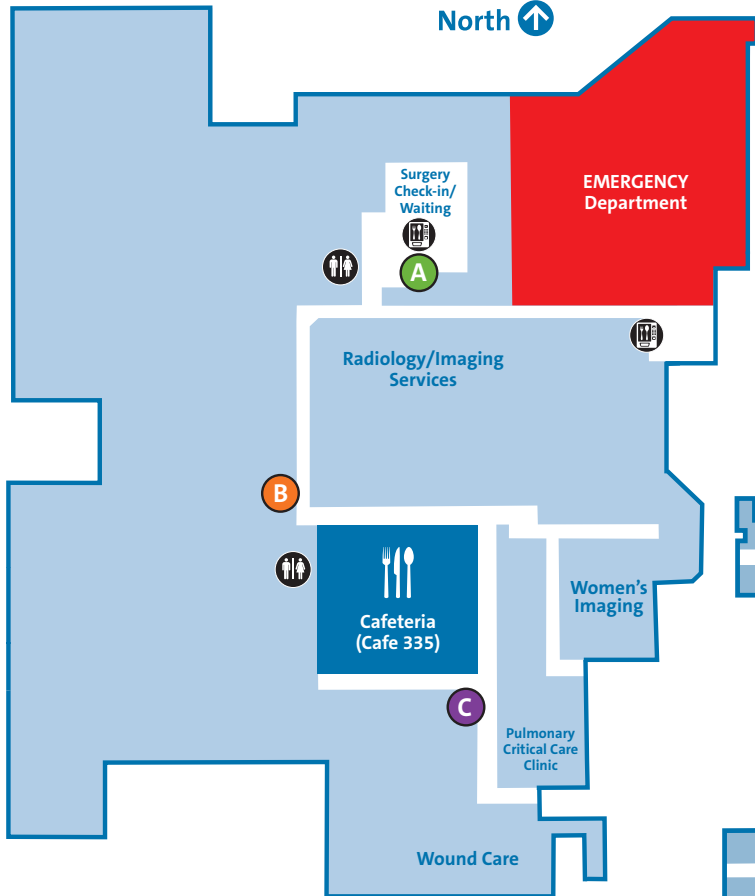 North
EMERGENCY
Department
Surgery
Check-in/
Waiting
A
Radiology/Imaging
Services
B
Cafeteria
(Cafe 335)
Women's
Imaging
C
Pulmonary
Critical Care
Clinic
Wound Care